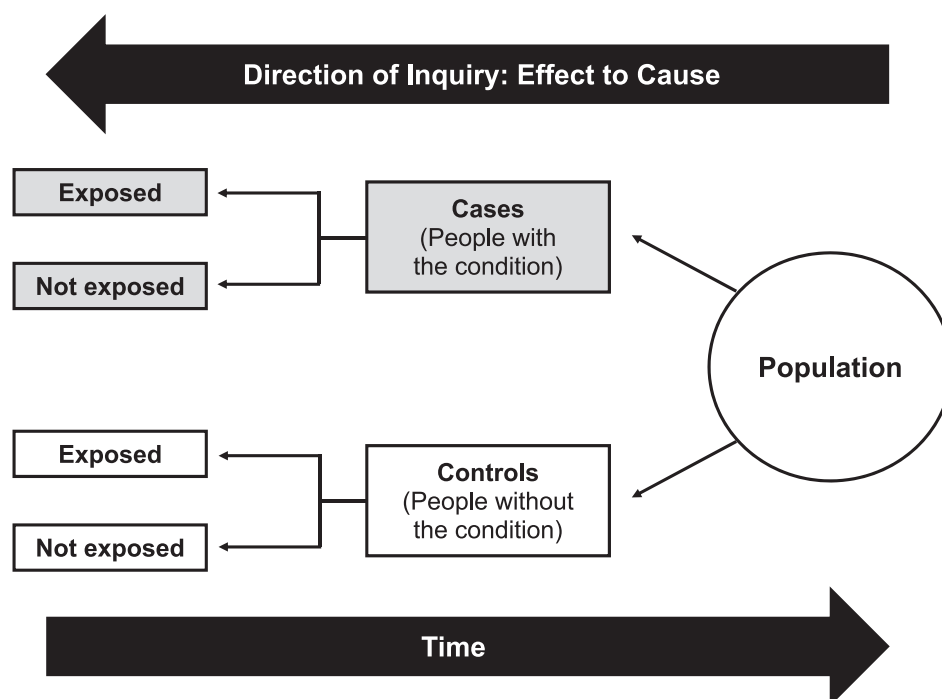 Direction of Inquiry: Effect to Cause
Exposed
Not exposed
Cases
(People with
the condition)
Population
Exposed
Not exposed
Controls
(People without
the condition)
Time